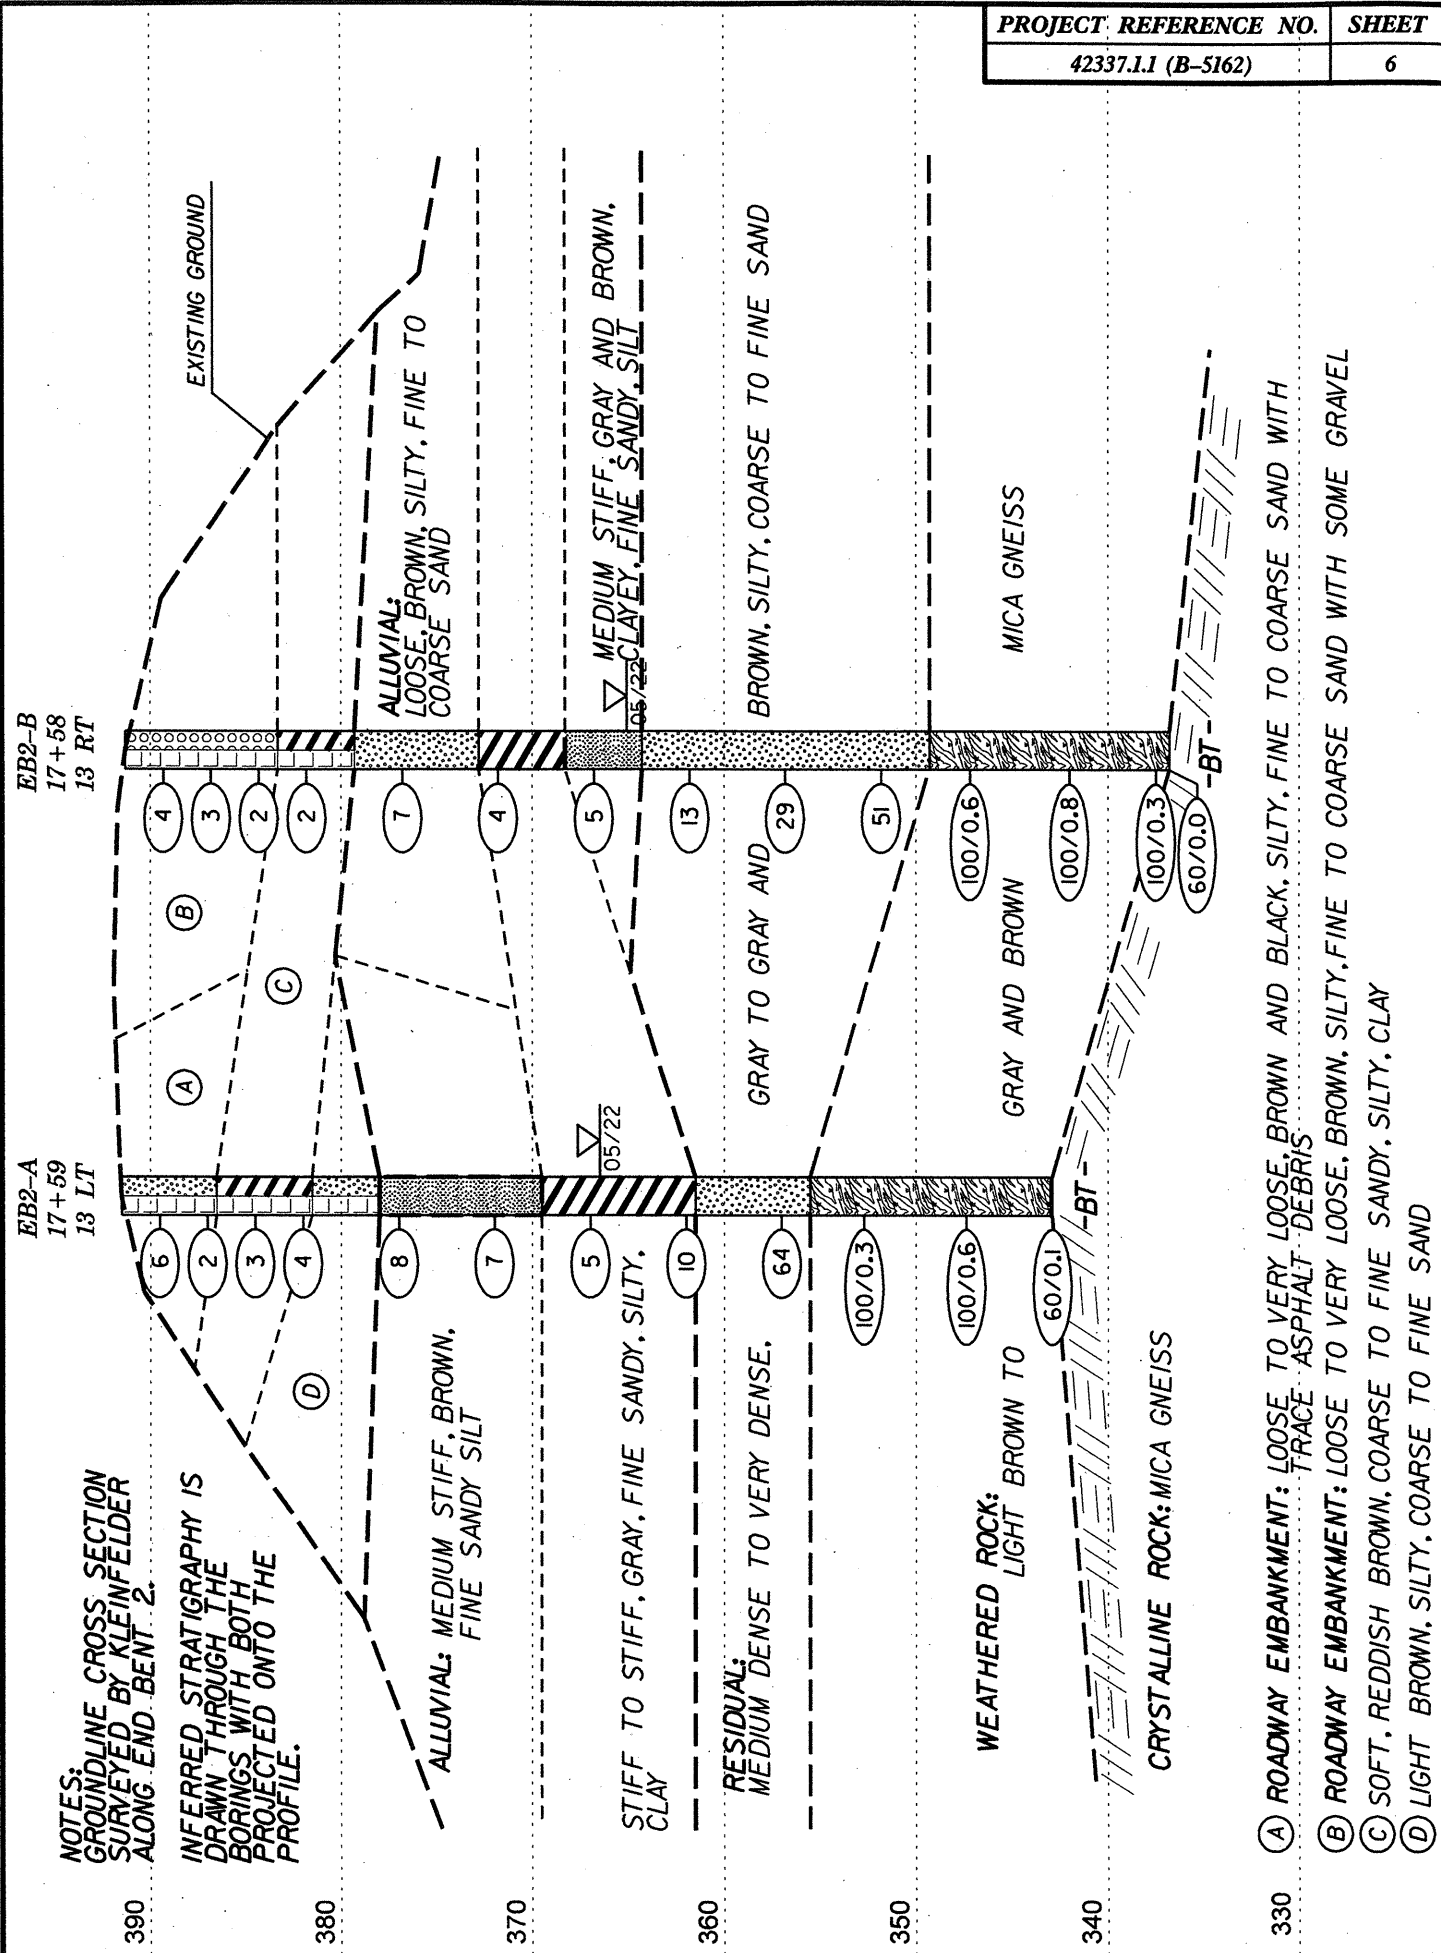 PROJECT REFERENCE NO.
SHEET
42337.1.1 (B-5162)
6
NOTES:
GROUNDLINE CROSS SECTION
SURVEYED BY KLEINFELDER
ALONG END BENT 2.
INFERRED STRATIGRAPHY IS
DRAWN THROUGH THE
BORINGS WITH BOTH
PROJECTED ONTO THE
PROFILE.
EB2-A
17+59
13 LT
EB2-B
17+58
13 RT
EXISTING GROUND
390
380
370
360
350
340
330
6
2
3
4
8
7
5
10
64
100/0.3
100/0.6
60/0.1
4
3
2
2
7
4
5
13
29
51
100/0.6
100/0.8
100/0.3
60/0.0
A
B
C
D
ALLUVIAL: MEDIUM STIFF, BROWN,
FINE SANDY SILT
ALLUVIAL:
LOOSE, BROWN, SILTY, FINE TO
COARSE SAND
STIFF TO STIFF, GRAY, FINE SANDY, SILTY,
CLAY
05/22
05/22
MEDIUM STIFF, GRAY AND BROWN,
CLAYEY, FINE SANDY, SILT
RESIDUAL:
MEDIUM DENSE TO VERY DENSE,
GRAY TO GRAY AND
BROWN, SILTY, COARSE TO FINE SAND
WEATHERED ROCK:
LIGHT BROWN TO
GRAY AND BROWN
MICA GNEISS
-BT-
-BT-
CRYSTALLINE ROCK: MICA GNEISS
A ROADWAY EMBANKMENT: LOOSE TO VERY LOOSE, BROWN AND BLACK, SILTY, FINE TO COARSE SAND WITH
TRACE ASPHALT DEBRIS
B ROADWAY EMBANKMENT: LOOSE TO VERY LOOSE, BROWN, SILTY, FINE TO COARSE SAND WITH SOME GRAVEL
C SOFT, REDDISH BROWN, COARSE TO FINE SANDY, SILTY, CLAY
D LIGHT BROWN, SILTY, COARSE TO FINE SAND